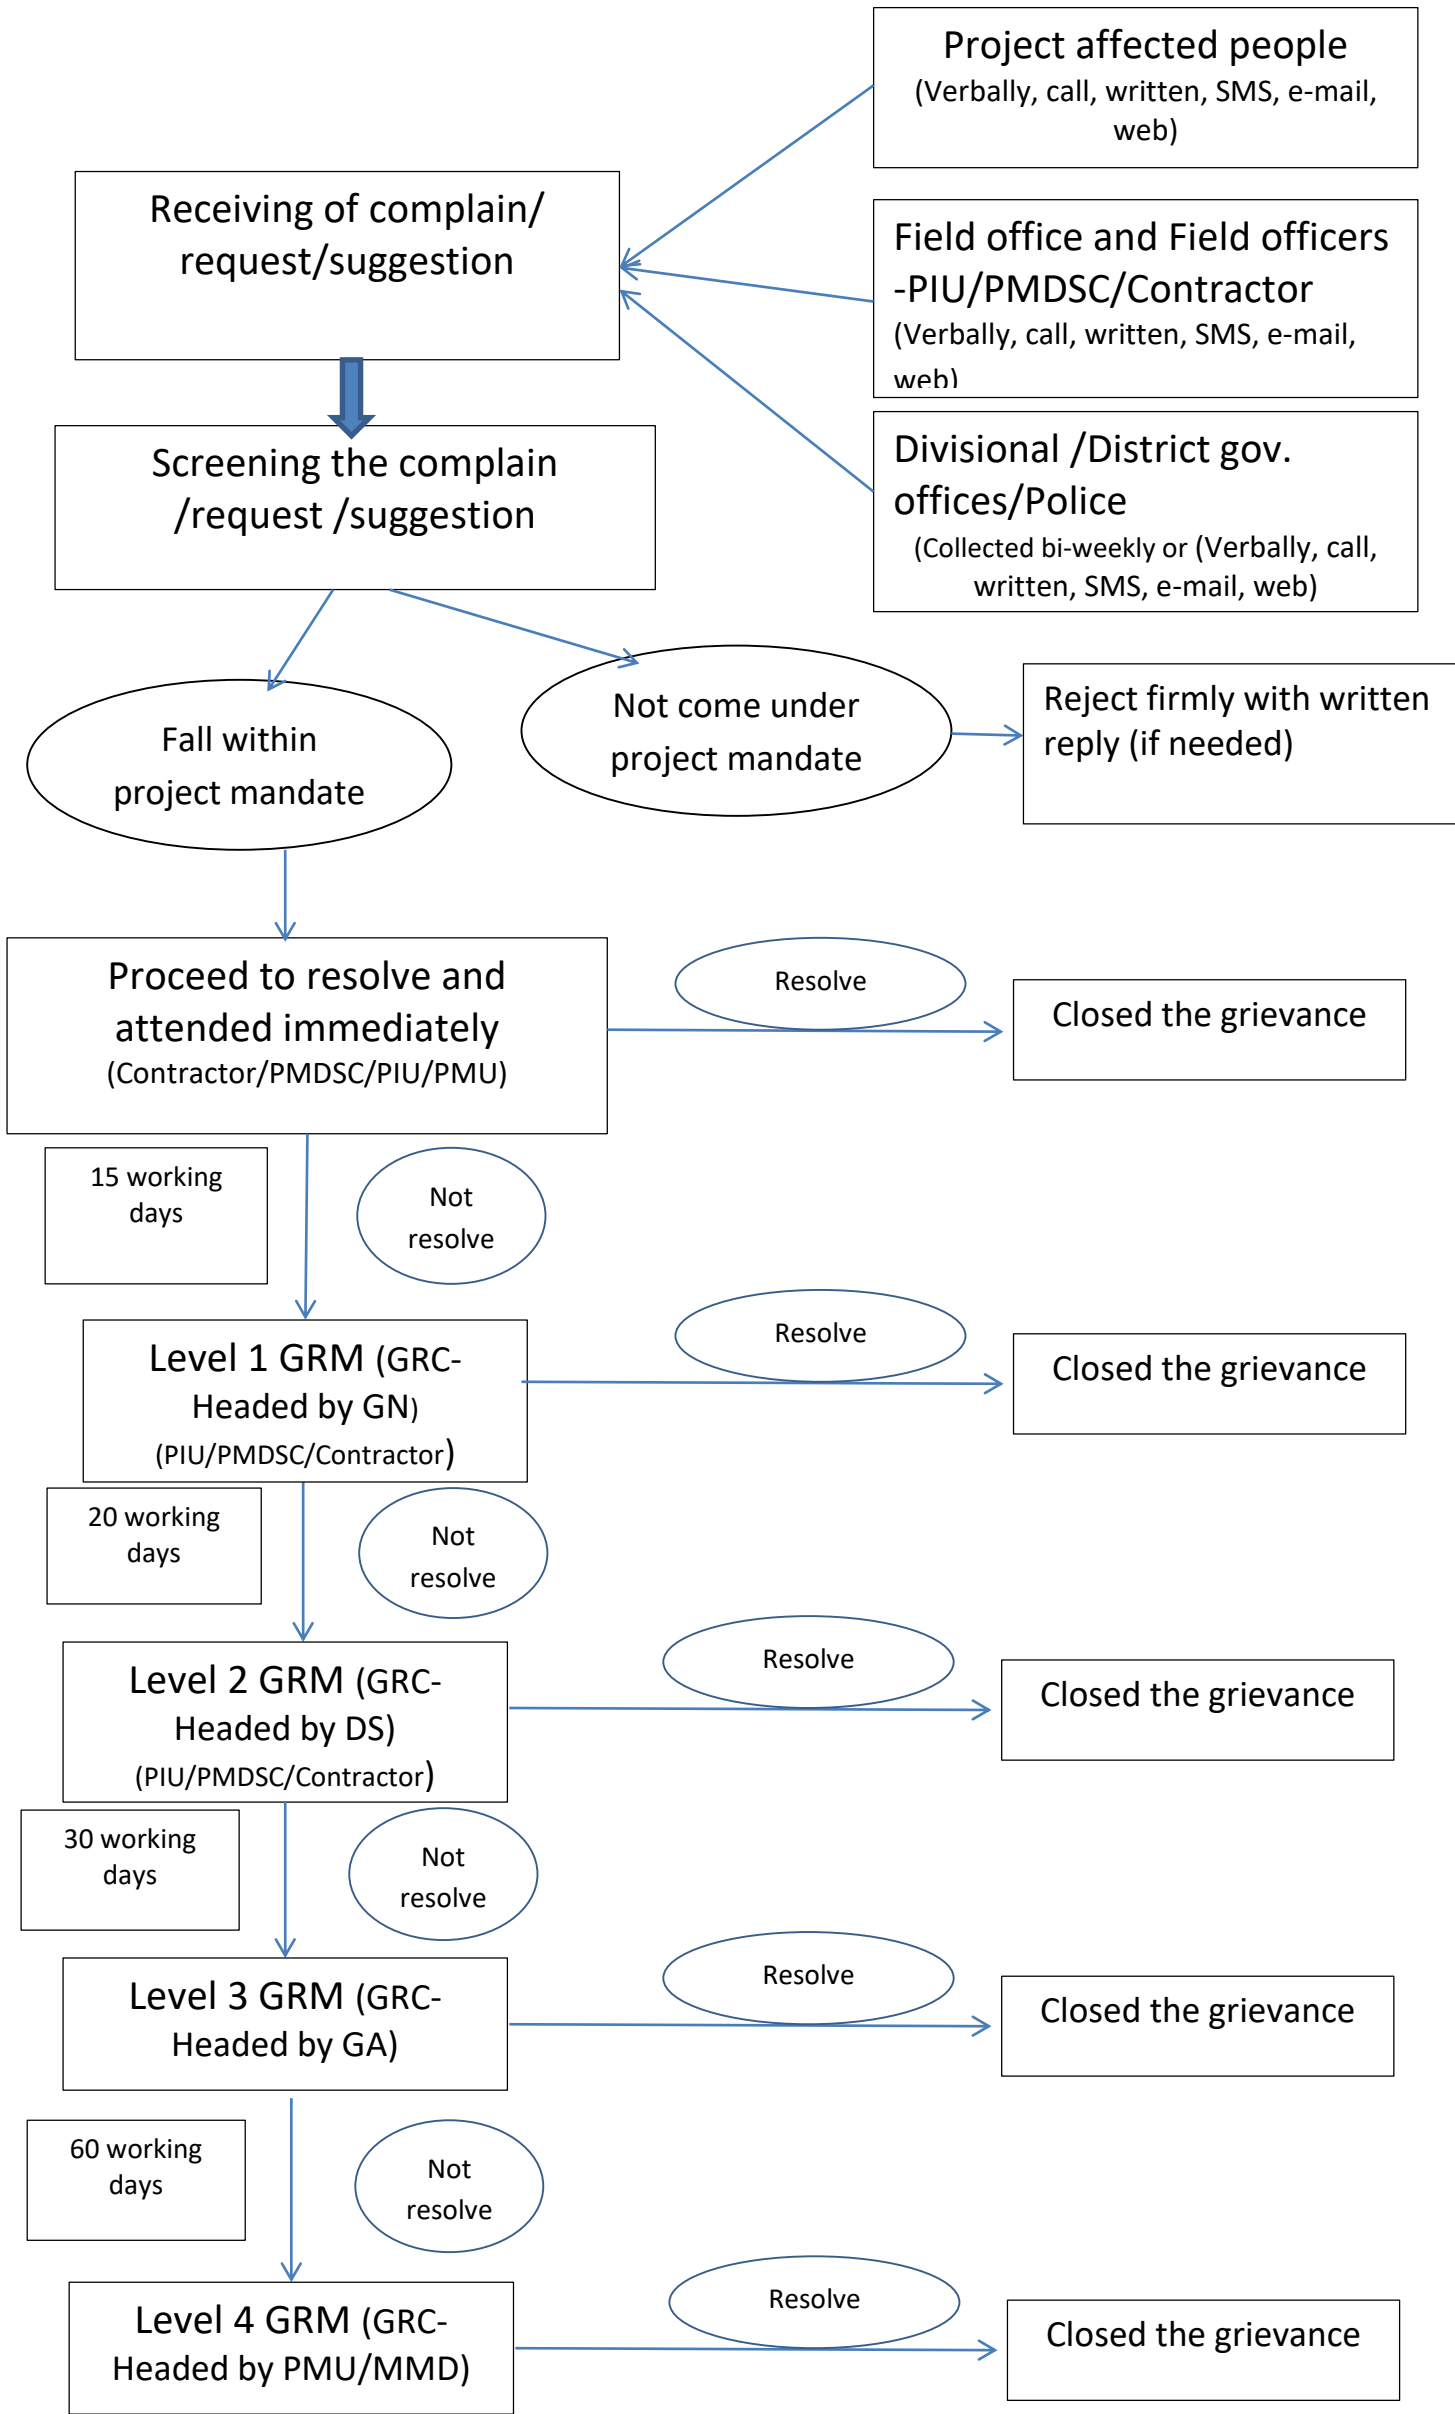 Project affected people
(Verbally, call, written, SMS, e-mail,
web)
Receiving of complain/
request/suggestion
Field office and Field officers
-PIU/PMDSC/Contractor
(Verbally, call, written, SMS, e-mail,
web)
Divisional /District gov.
offices/Police
(Collected bi-weekly or (Verbally, call,
written, SMS, e-mail, web)
Screening the complain
/request /suggestion
Fall within
project mandate
Not come under
project mandate
Reject firmly with written
reply (if needed)
Proceed to resolve and
attended immediately
(Contractor/PMDSC/PIU/PMU)
Resolve
Closed the grievance
15 working
days
Not
resolve
Level 1 GRM (GRC-
Headed by GN)
(PIU/PMDSC/Contractor)
Resolve
Closed the grievance
20 working
days
Not
resolve
Level 2 GRM (GRC-
Headed by DS)
(PIU/PMDSC/Contractor)
Resolve
Closed the grievance
30 working
days
Not
resolve
Level 3 GRM (GRC-
Headed by GA)
Resolve
Closed the grievance
60 working
days
Not
resolve
Level 4 GRM (GRC-
Headed by PMU/MMD)
Resolve
Closed the grievance